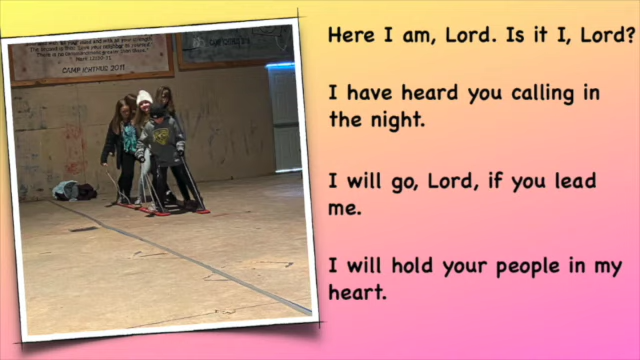 Here I am, Lord. Is it I, Lord?
I have heard you calling in
the night.
I will go, Lord, if you lead
me.
I will hold your people in my
heart.
CAMP ICHTHUS 2011